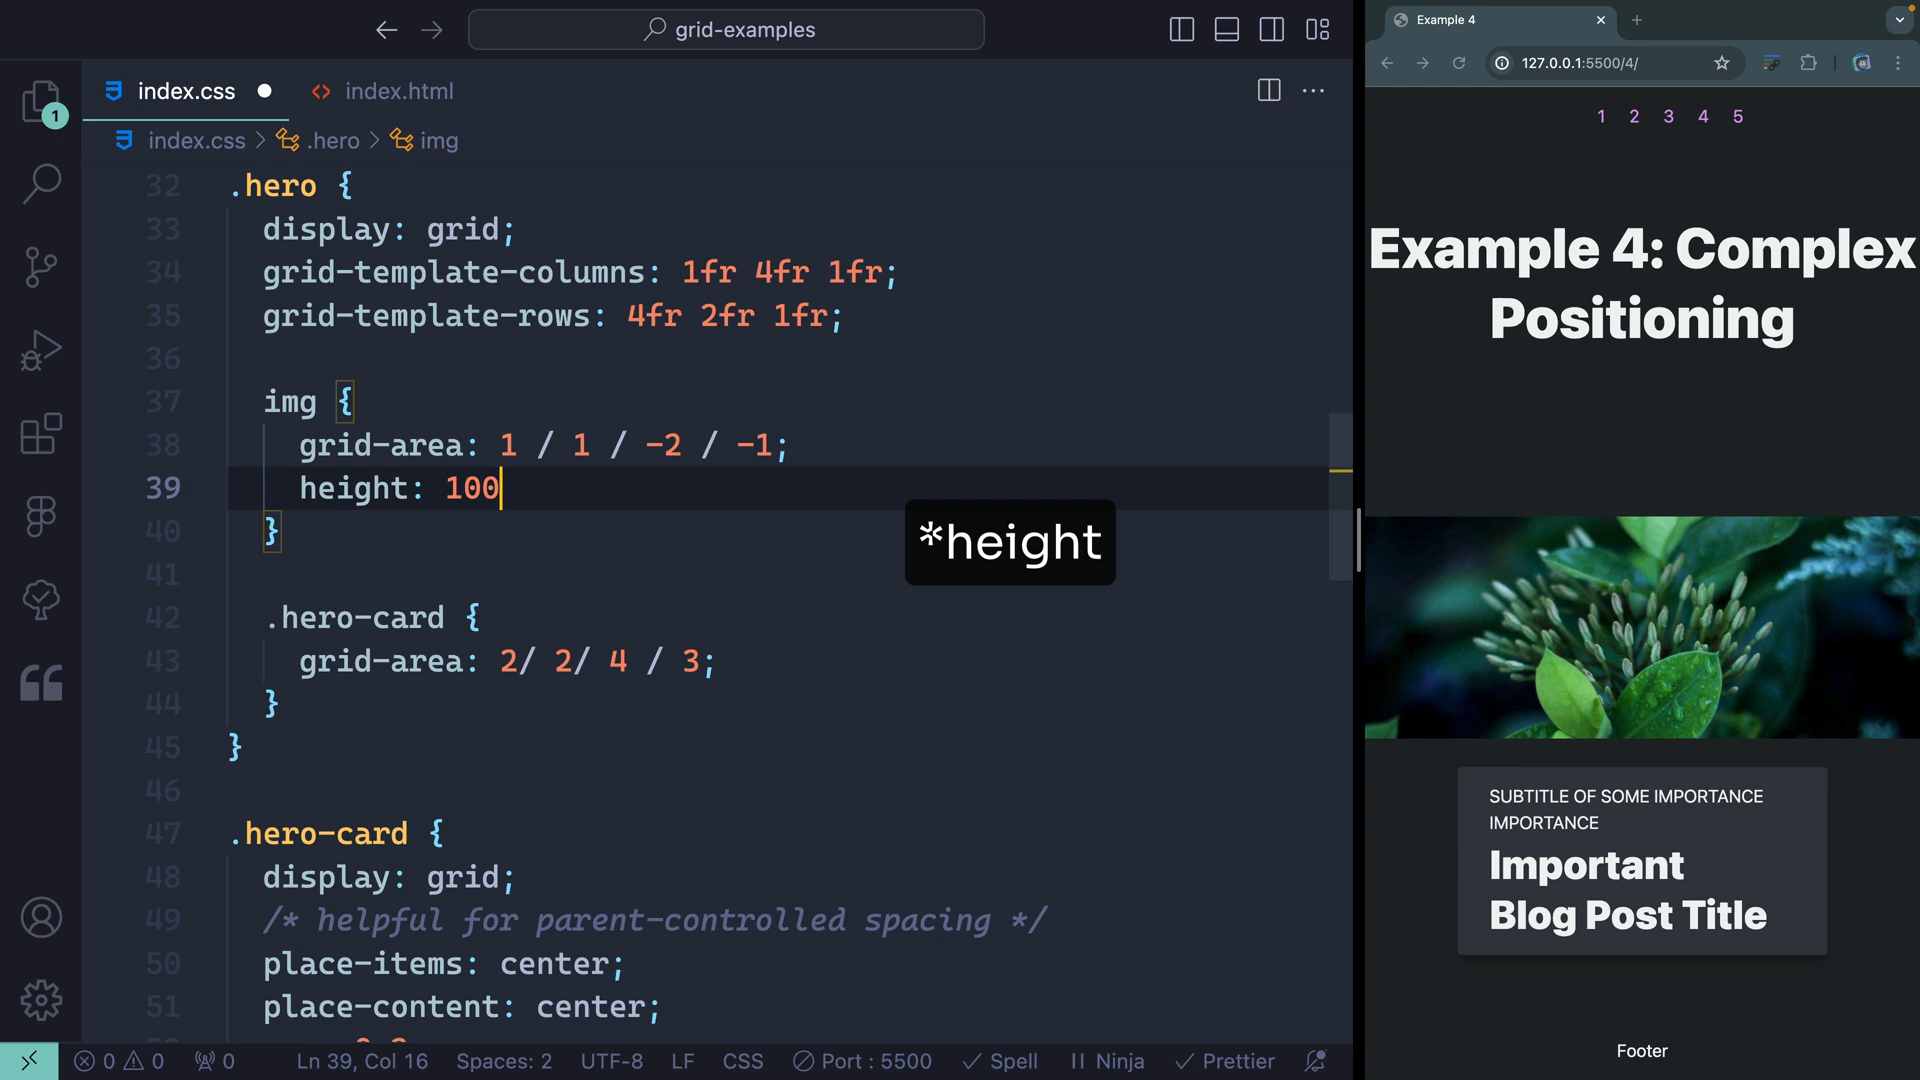 grid-examples
index.css
index.html
1
index.css > .hero > img
32 .hero {
33 display: grid;
34 grid-template-columns: 1fr 4fr 1fr;
35 grid-template-rows: 4fr 2fr 1fr;
36
37 img {
38 grid-area: 1 / 1 / -2 / -1;
39 height: 100
40 }
41
42 .hero-card {
43 grid-area: 2/ 2/ 4 / 3;
44 }
45 }
46
47 .hero-card {
48 display: grid;
49 /* helpful for parent-controlled spacing */
50 place-items: center;
51 place-content: center;
*height
0 0 0 Ln 39, Col 16 Spaces: 2 UTF-8 LF CSS Port : 5500 Spell Ninja Prettier
Example 4
127.0.0.1:5500/4/
1 2 3 4 5
Example 4: Complex
Positioning
SUBTITLE OF SOME IMPORTANCE
IMPORTANCE
Important
Blog Post Title
Footer